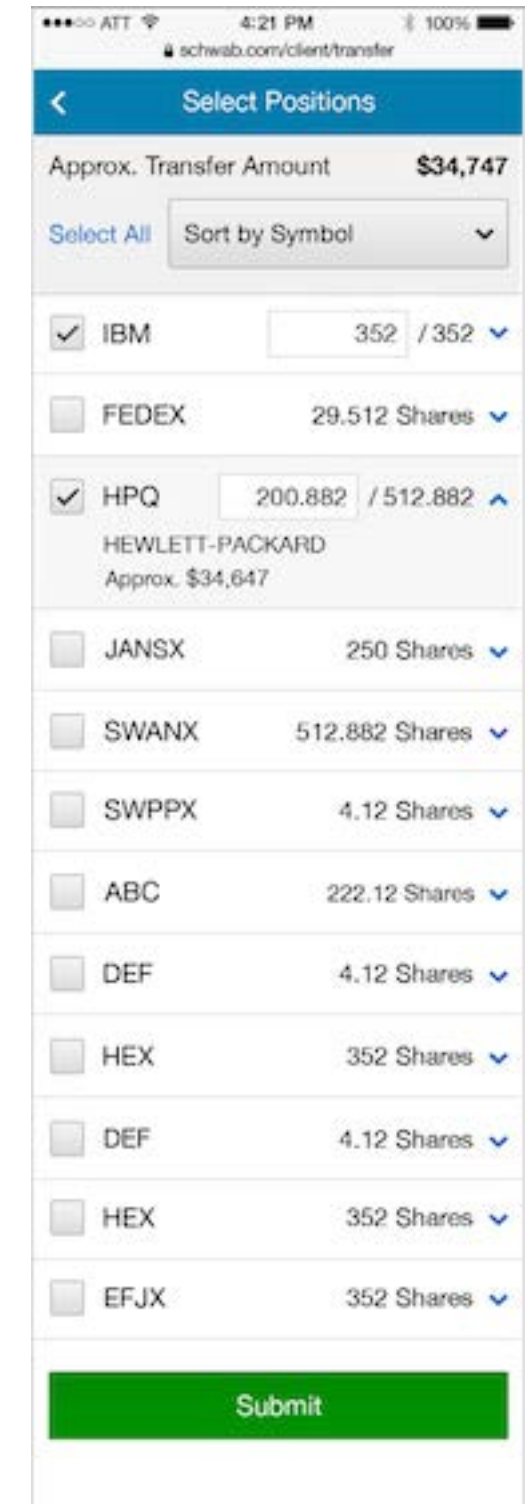 ATT 4:21 PM 100%
schwab.com/client/transfer
Select Positions
Approx. Transfer Amount $34,747
Select All Sort by Symbol
IBM 352 / 352
FEDEX 29.512 Shares
HPQ 200.882 / 512.882
HEWLETT-PACKARD
Approx. $34,647
JANSX 250 Shares
SWANX 512.882 Shares
SWPPX 4.12 Shares
ABC 222.12 Shares
DEF 4.12 Shares
HEX 352 Shares
DEF 4.12 Shares
HEX 352 Shares
EFJX 352 Shares
Submit